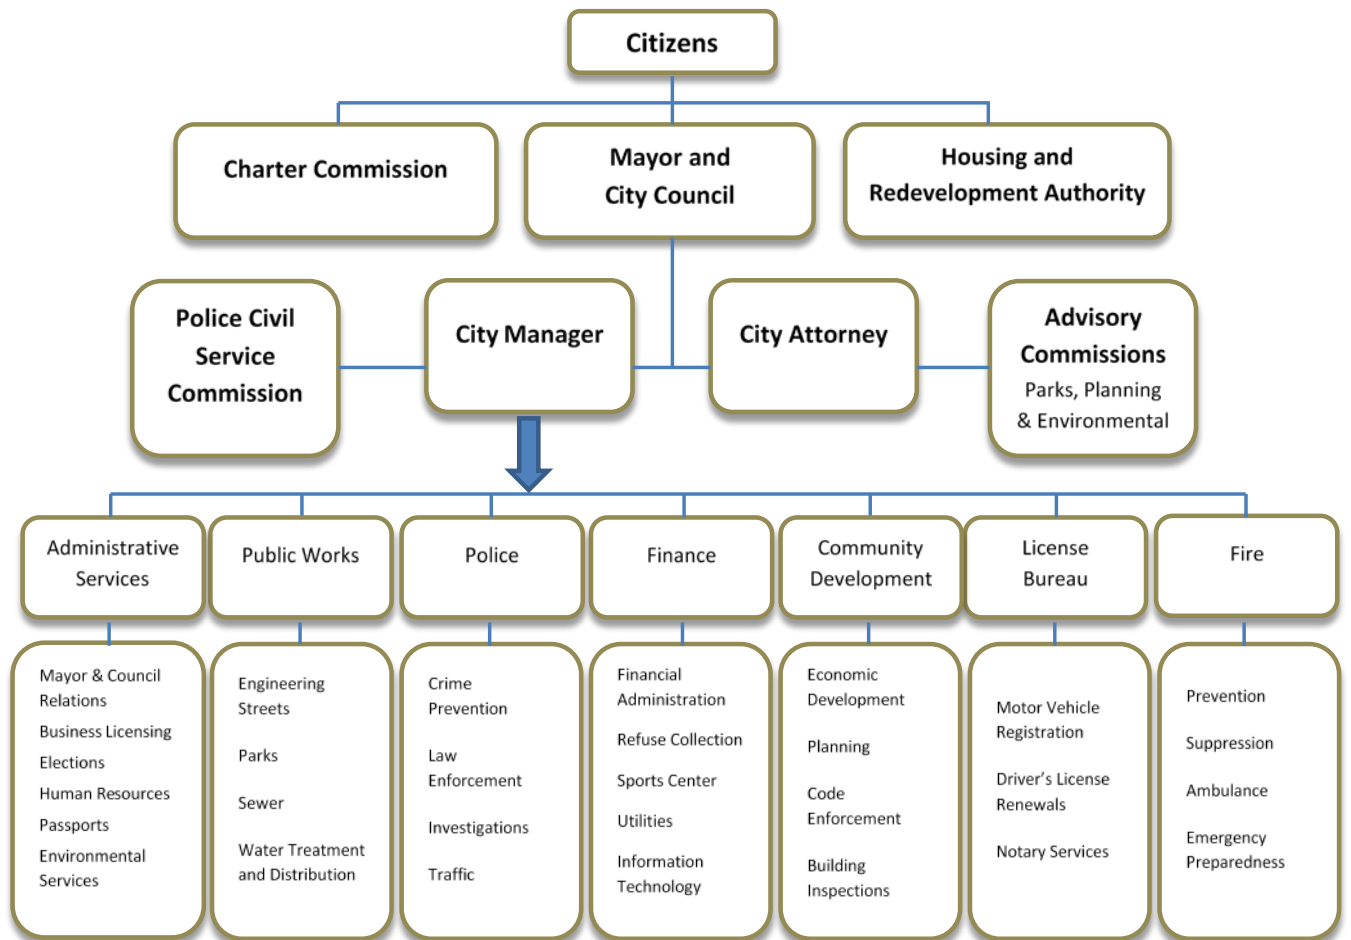 Citizens
Charter Commission
Mayor and
City Council
Housing and
Redevelopment Authority
Police Civil
Service
Commission
City Manager
City Attorney
Advisory
Commissions
Parks, Planning
& Environmental
Administrative
Services
Public Works
Police
Finance
Community
Development
License
Bureau
Fire
Mayor & Council
Relations
Business Licensing
Elections
Human Resources
Passports
Environmental
Services
Engineering
Streets
Parks
Sewer
Water Treatment
and Distribution
Crime
Prevention
Law
Enforcement
Investigations
Traffic
Financial
Administration
Refuse Collection
Sports Center
Utilities
Information
Technology
Economic
Development
Planning
Code
Enforcement
Building
Inspections
Motor Vehicle
Registration
Driver’s License
Renewals
Notary Services
Prevention
Suppression
Ambulance
Emergency
Preparedness